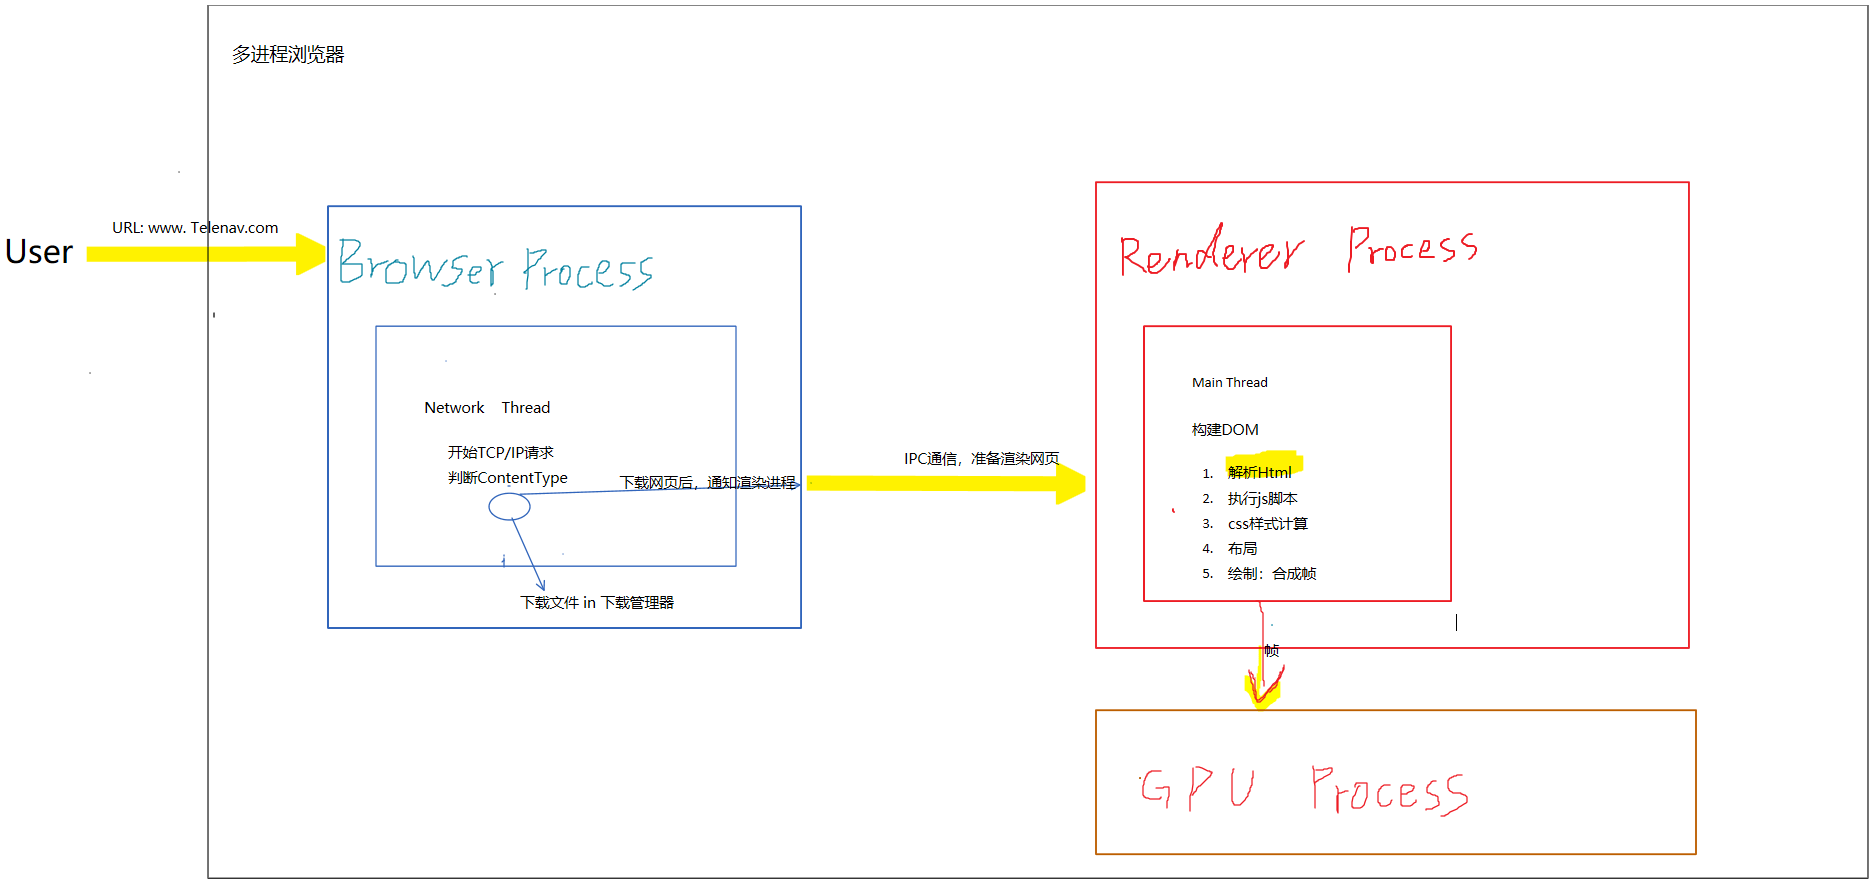 多进程浏览器
URL: www. Telenav.com
User
Browser Process
Network Thread
开始TCP/IP请求
判断ContentType
下载网页后，通知渲染进程
下载文件 in 下载管理器
IPC通信，准备渲染网页
Renderer Process
Main Thread
构建DOM
1. 解析Html
2. 执行js脚本
3. css样式计算
4. 布局
5. 绘制：合成帧
帧
GPU Process